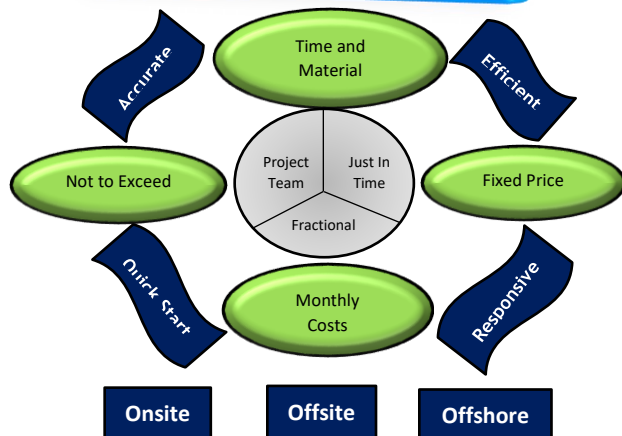 Accurate
Time and
Material
Efficient
Not to Exceed
Project
Team
Just In
Time
Fixed Price
Fractional
Quick Start
Monthly
Costs
Responsive
Onsite
Offsite
Offshore